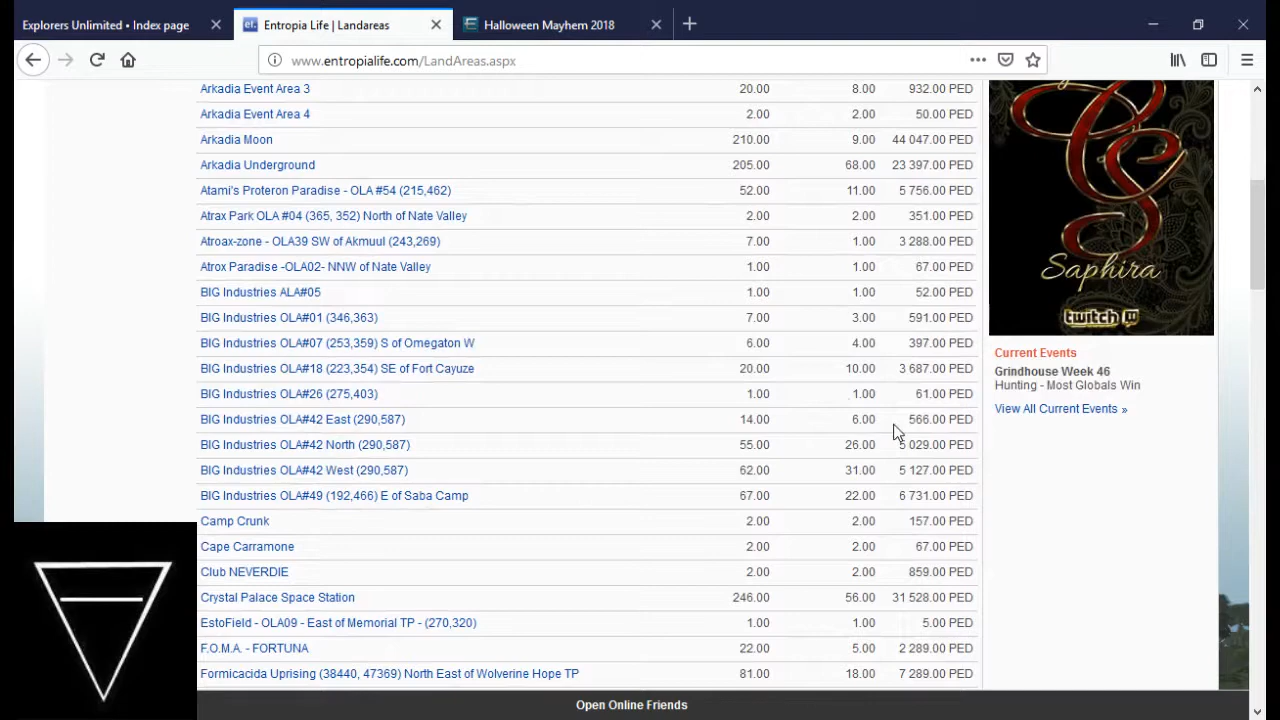 Explorers Unlimited • Index page
Entropia Life | Landareas
Halloween Mayhem 2018
www.entropialife.com/LandAreas.aspx
Arkadia Event Area 3 20.00 8.00 932.00 PED
Arkadia Event Area 4 2.00 2.00 50.00 PED
Arkadia Moon 210.00 9.00 44 047.00 PED
Arkadia Underground 205.00 68.00 23 397.00 PED
Atami's Proteron Paradise - OLA #54 (215,462) 52.00 11.00 5 756.00 PED
Atrax Park OLA #04 (365, 352) North of Nate Valley 2.00 2.00 351.00 PED
Atroax-zone - OLA39 SW of Akmuul (243,269) 7.00 1.00 3 288.00 PED
Atrox Paradise -OLA02- NNW of Nate Valley 1.00 1.00 67.00 PED
BIG Industries ALA#05 1.00 1.00 52.00 PED
BIG Industries OLA#01 (346,363) 7.00 3.00 591.00 PED
BIG Industries OLA#07 (253,359) S of Omegaton W 6.00 4.00 397.00 PED
BIG Industries OLA#18 (223,354) SE of Fort Cayuze 20.00 10.00 3 687.00 PED
BIG Industries OLA#26 (275,403) 1.00 1.00 61.00 PED
BIG Industries OLA#42 East (290,587) 14.00 6.00 566.00 PED
BIG Industries OLA#42 North (290,587) 55.00 26.00 5 029.00 PED
BIG Industries OLA#42 West (290,587) 62.00 31.00 5 127.00 PED
BIG Industries OLA#49 (192,466) E of Saba Camp 67.00 22.00 6 731.00 PED
Camp Crunk 2.00 2.00 157.00 PED
Cape Carramone 2.00 2.00 67.00 PED
Club NEVERDIE 2.00 2.00 859.00 PED
Crystal Palace Space Station 246.00 56.00 31 528.00 PED
EstoField - OLA09 - East of Memorial TP - (270,320) 1.00 1.00 5.00 PED
F.O.M.A. - FORTUNA 22.00 5.00 2 289.00 PED
Formicacida Uprising (38440, 47369) North East of Wolverine Hope TP 81.00 18.00 7 289.00 PED
Saphira
twitch
Current Events
Grindhouse Week 46
Hunting - Most Globals Win
View All Current Events »
Open Online Friends